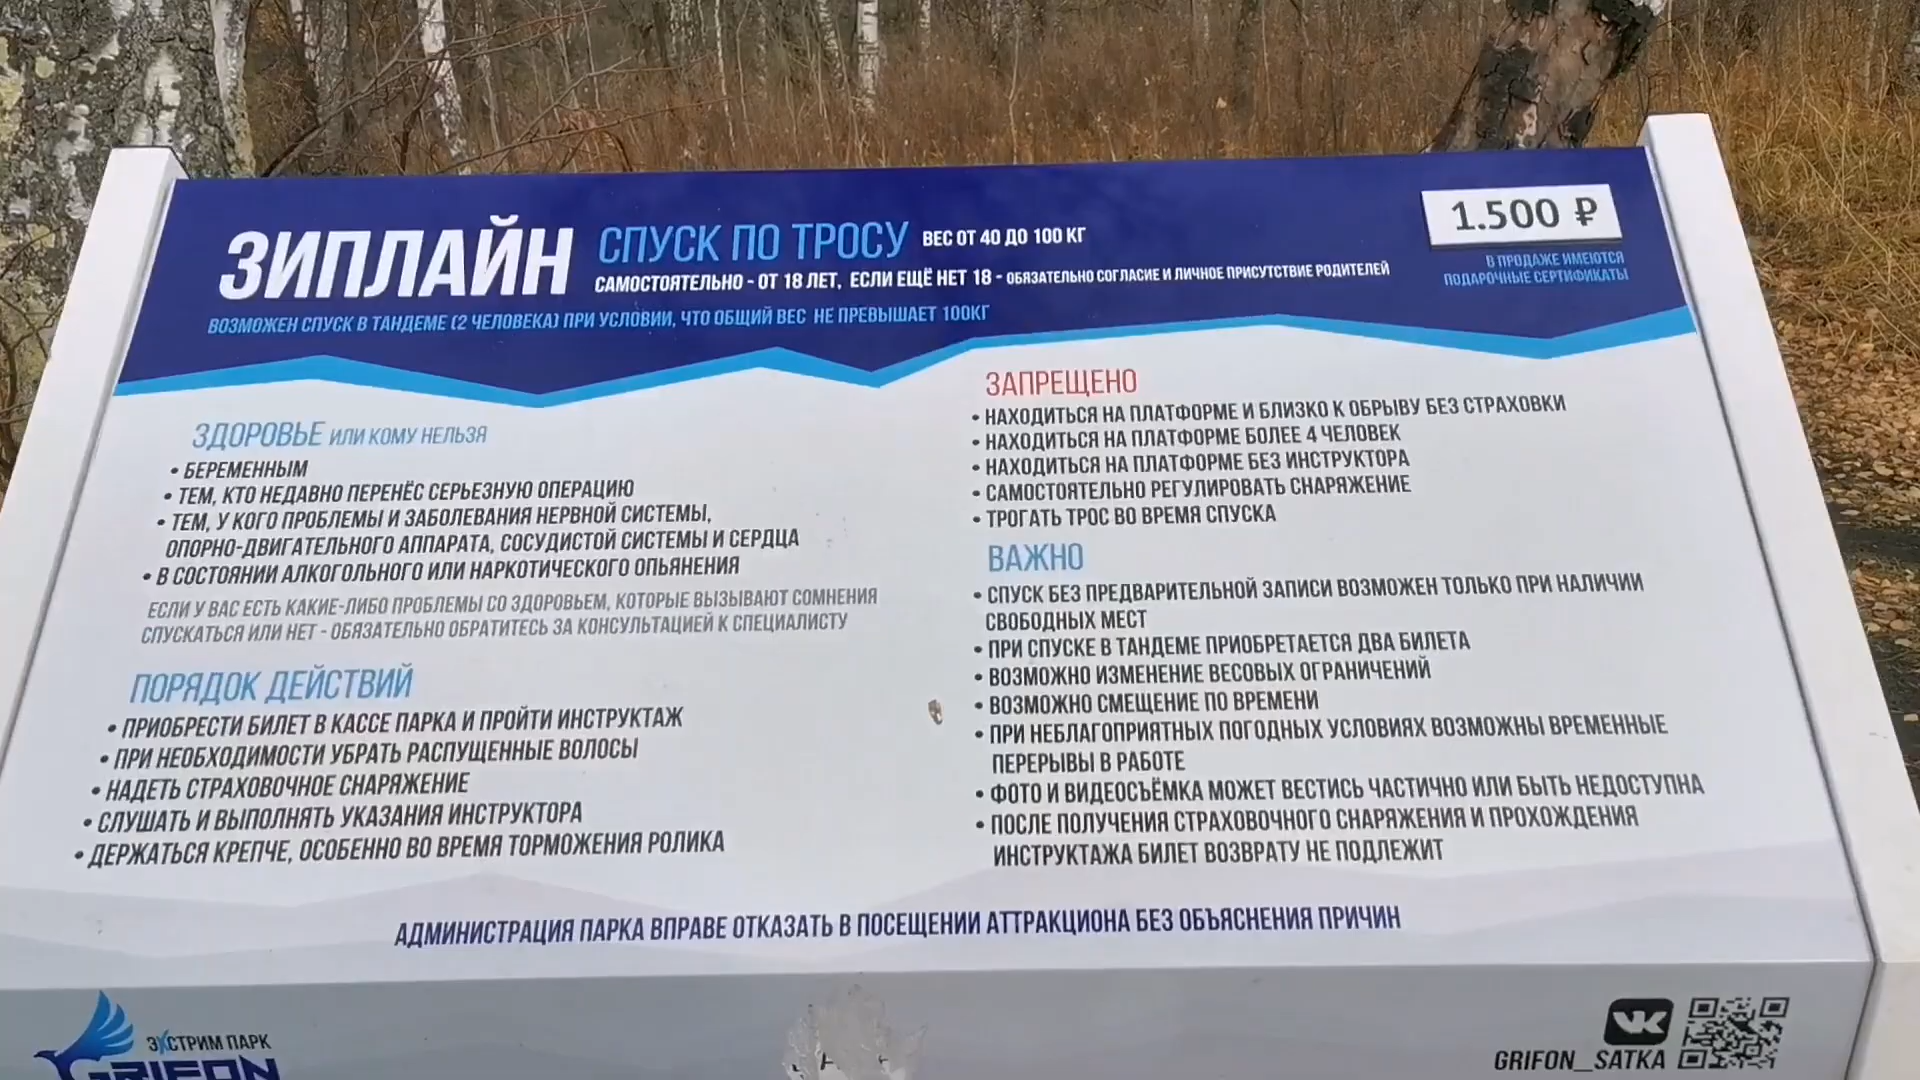 ЗИПЛАЙН СПУСК ПО ТРОСУ ВЕС ОТ 40 ДО 100 КГ
САМОСТОЯТЕЛЬНО - ОТ 18 ЛЕТ, ЕСЛИ ЕЩЁ НЕТ 18 - ОБЯЗАТЕЛЬНО СОГЛАСИЕ И ЛИЧНОЕ ПРИСУТСТВИЕ РОДИТЕЛЕЙ
ВОЗМОЖЕН СПУСК В ТАНДЕМЕ (2 ЧЕЛОВЕКА) ПРИ УСЛОВИИ, ЧТО ОБЩИЙ ВЕС НЕ ПРЕВЫШАЕТ 100КГ
1.500 ₽
В ПРОДАЖЕ ИМЕЮТСЯ
ПОДАРОЧНЫЕ СЕРТИФИКАТЫ
ЗДОРОВЬЕ ИЛИ КОМУ НЕЛЬЗЯ
• БЕРЕМЕННЫМ
• ТЕМ, КТО НЕДАВНО ПЕРЕНЁС СЕРЬЕЗНУЮ ОПЕРАЦИЮ
• ТЕМ, У КОГО ПРОБЛЕМЫ И ЗАБОЛЕВАНИЯ НЕРВНОЙ СИСТЕМЫ,
ОПОРНО-ДВИГАТЕЛЬНОГО АППАРАТА, СОСУДИСТОЙ СИСТЕМЫ И СЕРДЦА
• В СОСТОЯНИИ АЛКОГОЛЬНОГО ИЛИ НАРКОТИЧЕСКОГО ОПЬЯНЕНИЯ
ЕСЛИ У ВАС ЕСТЬ КАКИЕ-ЛИБО ПРОБЛЕМЫ СО ЗДОРОВЬЕМ, КОТОРЫЕ ВЫЗЫВАЮТ СОМНЕНИЯ
СПУСКАТЬСЯ ИЛИ НЕТ - ОБЯЗАТЕЛЬНО ОБРАТИТЕСЬ ЗА КОНСУЛЬТАЦИЕЙ К СПЕЦИАЛИСТУ
ПОРЯДОК ДЕЙСТВИЙ
• ПРИОБРЕСТИ БИЛЕТ В КАССЕ ПАРКА И ПРОЙТИ ИНСТРУКТАЖ
• ПРИ НЕОБХОДИМОСТИ УБРАТЬ РАСПУЩЕННЫЕ ВОЛОСЫ
• НАДЕТЬ СТРАХОВОЧНОЕ СНАРЯЖЕНИЕ
• СЛУШАТЬ И ВЫПОЛНЯТЬ УКАЗАНИЯ ИНСТРУКТОРА
• ДЕРЖАТЬСЯ КРЕПЧЕ, ОСОБЕННО ВО ВРЕМЯ ТОРМОЖЕНИЯ РОЛИКА
ЗАПРЕЩЕНО
• НАХОДИТЬСЯ НА ПЛАТФОРМЕ И БЛИЗКО К ОБРЫВУ БЕЗ СТРАХОВКИ
• НАХОДИТЬСЯ НА ПЛАТФОРМЕ БОЛЕЕ 4 ЧЕЛОВЕК
• НАХОДИТЬСЯ НА ПЛАТФОРМЕ БЕЗ ИНСТРУКТОРА
• САМОСТОЯТЕЛЬНО РЕГУЛИРОВАТЬ СНАРЯЖЕНИЕ
• ТРОГАТЬ ТРОС ВО ВРЕМЯ СПУСКА
ВАЖНО
• СПУСК БЕЗ ПРЕДВАРИТЕЛЬНОЙ ЗАПИСИ ВОЗМОЖЕН ТОЛЬКО ПРИ НАЛИЧИИ
СВОБОДНЫХ МЕСТ
• ПРИ СПУСКЕ В ТАНДЕМЕ ПРИОБРЕТАЕТСЯ ДВА БИЛЕТА
• ВОЗМОЖНО ИЗМЕНЕНИЕ ВЕСОВЫХ ОГРАНИЧЕНИЙ
• ВОЗМОЖНО СМЕЩЕНИЕ ПО ВРЕМЕНИ
• ПРИ НЕБЛАГОПРИЯТНЫХ ПОГОДНЫХ УСЛОВИЯХ ВОЗМОЖНЫ ВРЕМЕННЫЕ
ПЕРЕРЫВЫ В РАБОТЕ
• ФОТО И ВИДЕОСЪЁМКА МОЖЕТ ВЕСТИСЬ ЧАСТИЧНО ИЛИ БЫТЬ НЕДОСТУПНА
• ПОСЛЕ ПОЛУЧЕНИЯ СТРАХОВОЧНОГО СНАРЯЖЕНИЯ И ПРОХОЖДЕНИЯ
ИНСТРУКТАЖА БИЛЕТ ВОЗВРАТУ НЕ ПОДЛЕЖИТ
АДМИНИСТРАЦИЯ ПАРКА ВПРАВЕ ОТКАЗАТЬ В ПОСЕЩЕНИИ АТТРАКЦИОНА БЕЗ ОБЪЯСНЕНИЯ ПРИЧИН
ЭКСТРИМ ПАРК
GRIFON
VK
GRIFON_SATKA